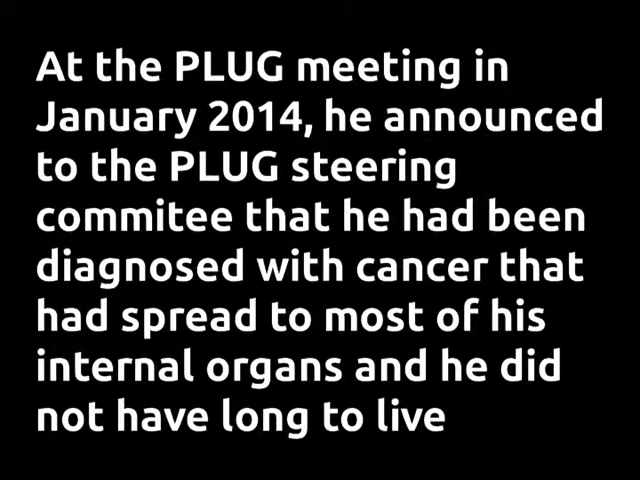 At the PLUG meeting in
January 2014, he announced
to the PLUG steering
commitee that he had been
diagnosed with cancer that
had spread to most of his
internal organs and he did
not have long to live